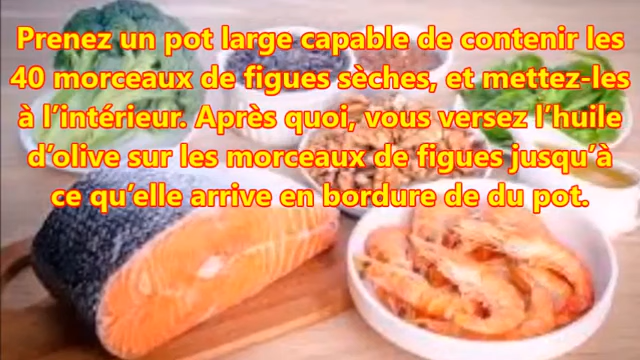 Prenez un pot large capable de contenir les
40 morceaux de figues sèches, et mettez-les
à l’intérieur. Après quoi, vous versez l’huile
d’olive sur les morceaux de figues jusqu’à
ce qu’elle arrive en bordure de du pot.